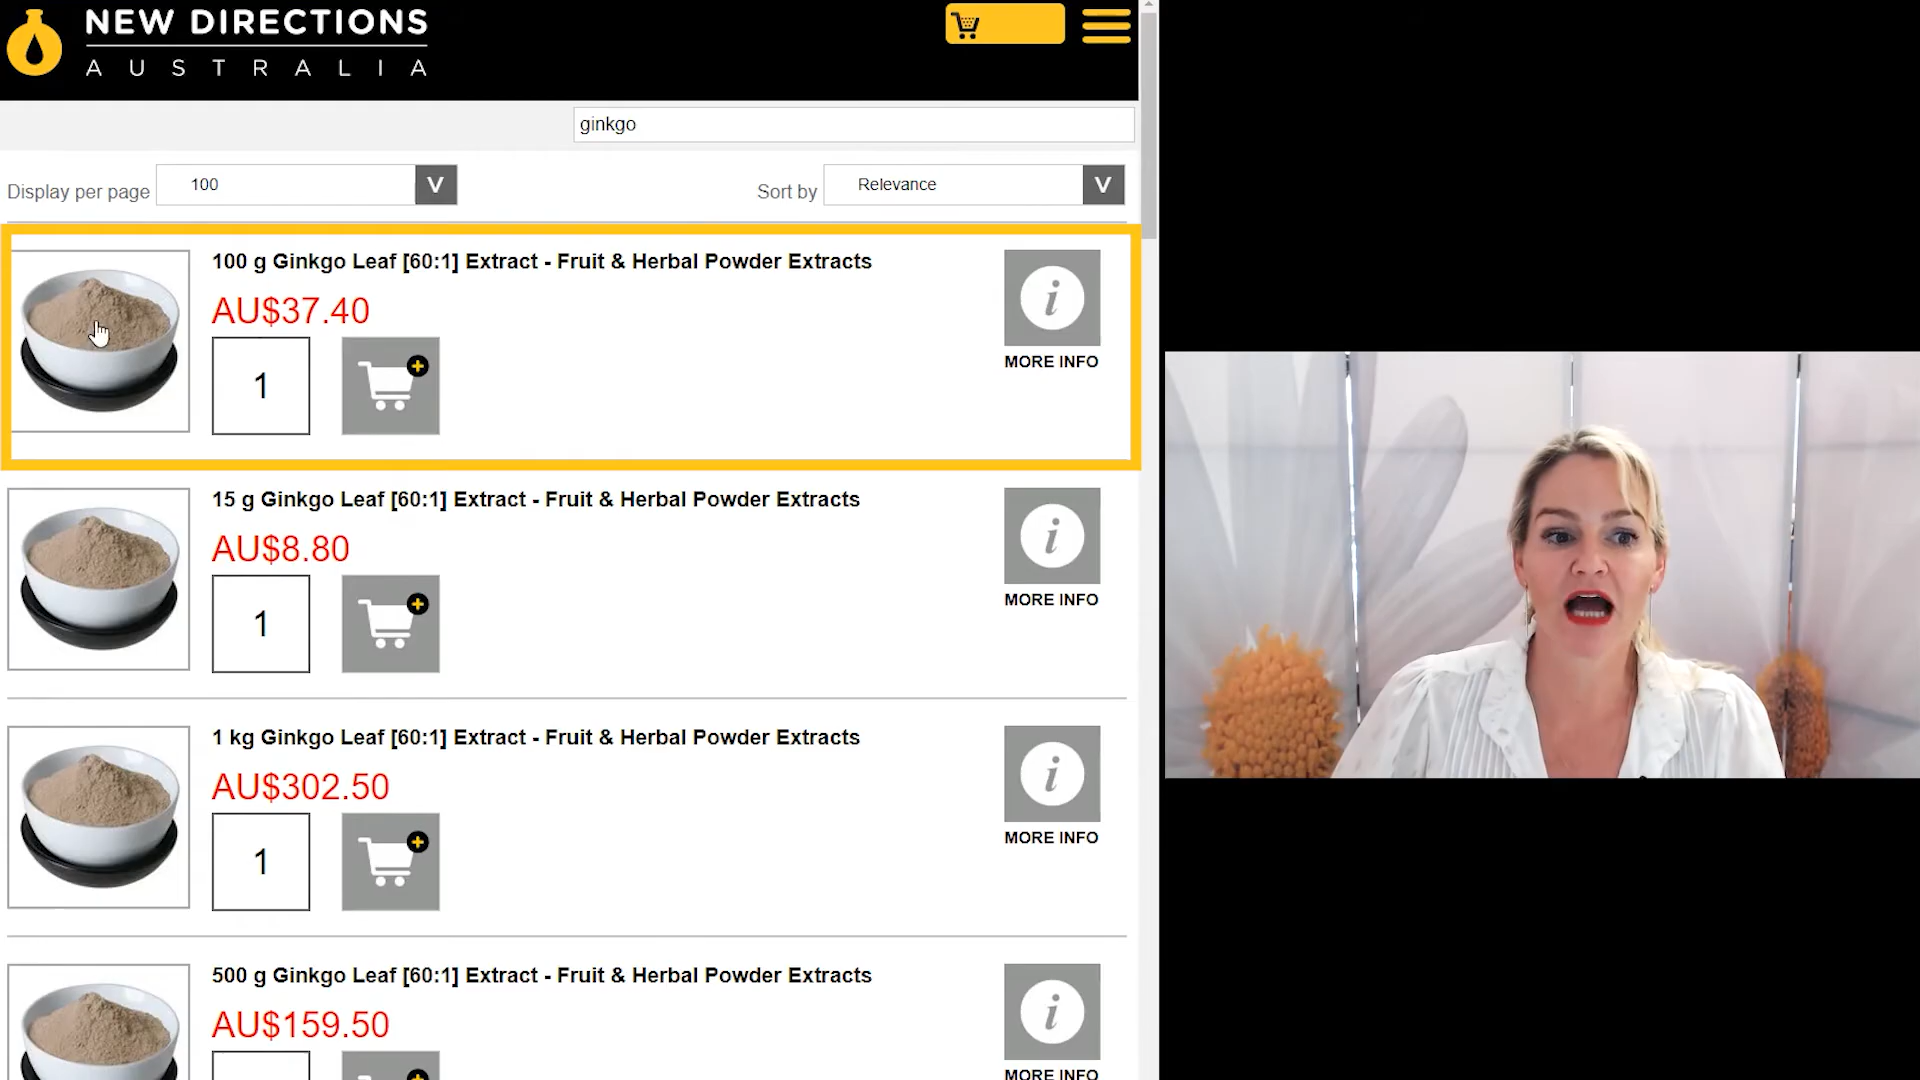 NEW DIRECTIONS
AUSTRALIA
ginkgo
Display per page 100 V
Sort by Relevance V
100 g Ginkgo Leaf [60:1] Extract - Fruit & Herbal Powder Extracts
AU$37.40
1
i
MORE INFO
15 g Ginkgo Leaf [60:1] Extract - Fruit & Herbal Powder Extracts
AU$8.80
1
i
MORE INFO
1 kg Ginkgo Leaf [60:1] Extract - Fruit & Herbal Powder Extracts
AU$302.50
1
i
MORE INFO
500 g Ginkgo Leaf [60:1] Extract - Fruit & Herbal Powder Extracts
AU$159.50
i
MORE INFO